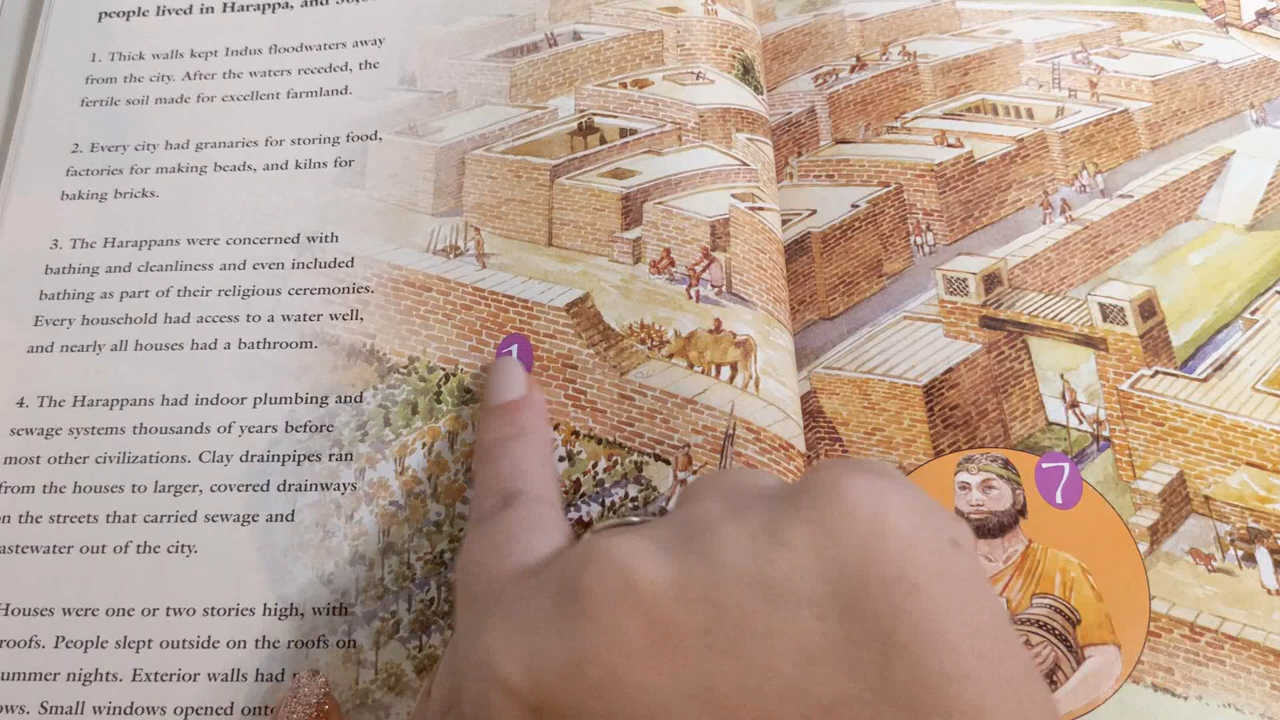 people lived in Harappa, and
1. Thick walls kept Indus floodwaters away
from the city. After the waters receded, the
fertile soil made for excellent farmland.
2. Every city had granaries for storing food,
factories for making beads, and kilns for
baking bricks.
3. The Harappans were concerned with
bathing and cleanliness and even included
bathing as part of their religious ceremonies.
Every household had access to a water well,
and nearly all houses had a bathroom.
4. The Harappans had indoor plumbing and
sewage systems thousands of years before
most other civilizations. Clay drainpipes ran
from the houses to larger, covered drainways
n the streets that carried sewage and
astewater out of the city.
Houses were one or two stories high, with
roofs. People slept outside on the roofs on
ummer nights. Exterior walls had
ows. Small windows opened onto
1
7